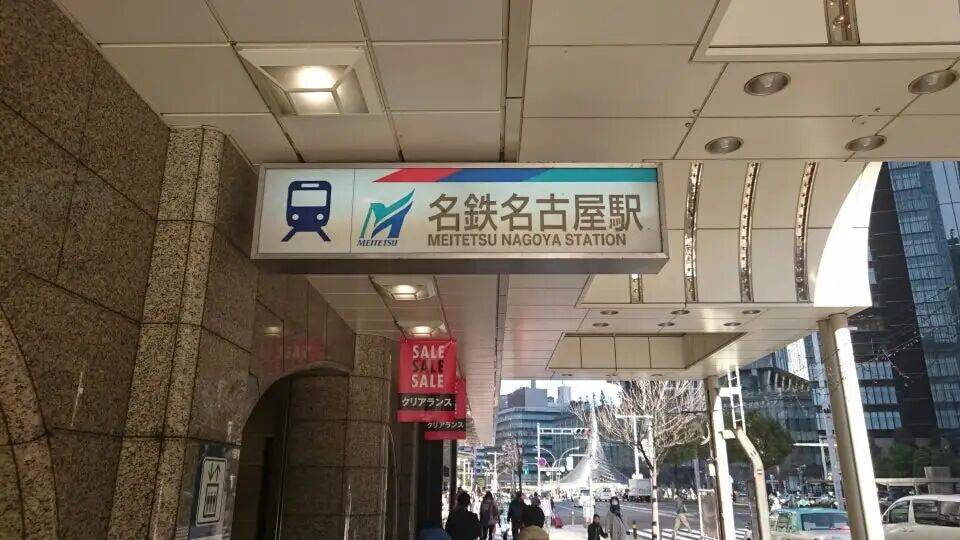 名鉄名古屋駅
MEITETSU
MEITETSU NAGOYA STATION
SALE
SALE
SALE
クリアランス
クリアランス